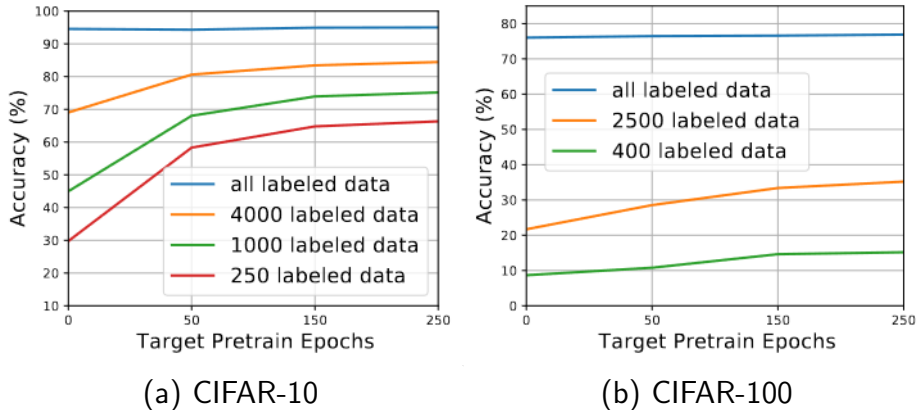 100
90
80
70
60
50
40
30
20
10
Accuracy (%)
all labeled data
4000 labeled data
1000 labeled data
250 labeled data
0 50 150 250
Target Pretrain Epochs
(a) CIFAR-10
80
70
60
50
40
30
20
10
0
Accuracy (%)
all labeled data
2500 labeled data
400 labeled data
0 50 150 250
Target Pretrain Epochs
(b) CIFAR-100